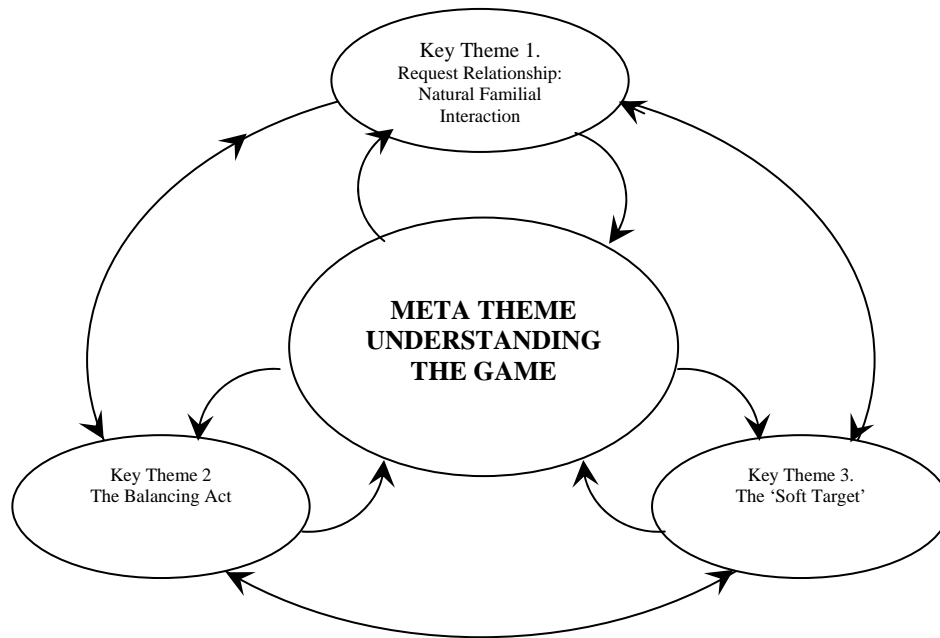 Key Theme 1.
Request Relationship:
Natural Familial
Interaction
META THEME
UNDERSTANDING
THE GAME
Key Theme 2
The Balancing Act
Key Theme 3.
The ‘Soft Target’